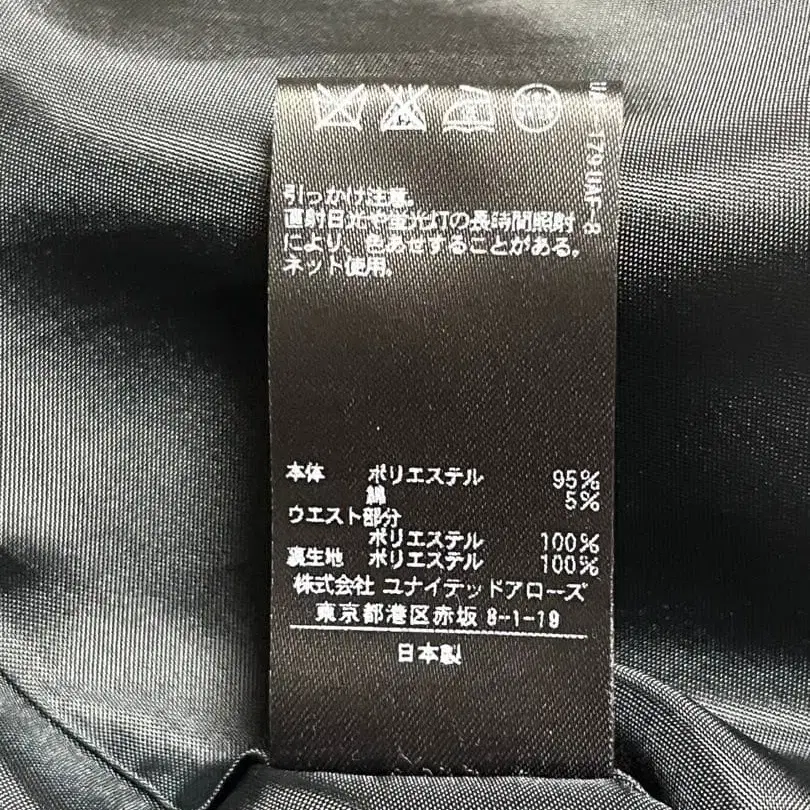 引っかけ注意。
直射日光や蛍光灯の長時間照射
により、色あせすることがある。
ネット使用。
本体 ポリエステル 95%
綿 5%
ウエスト部分
ポリエステル 100%
裏生地 ポリエステル 100%
株式会社 ユナイテッドアローズ
東京都港区赤坂 8-1-19
日本製